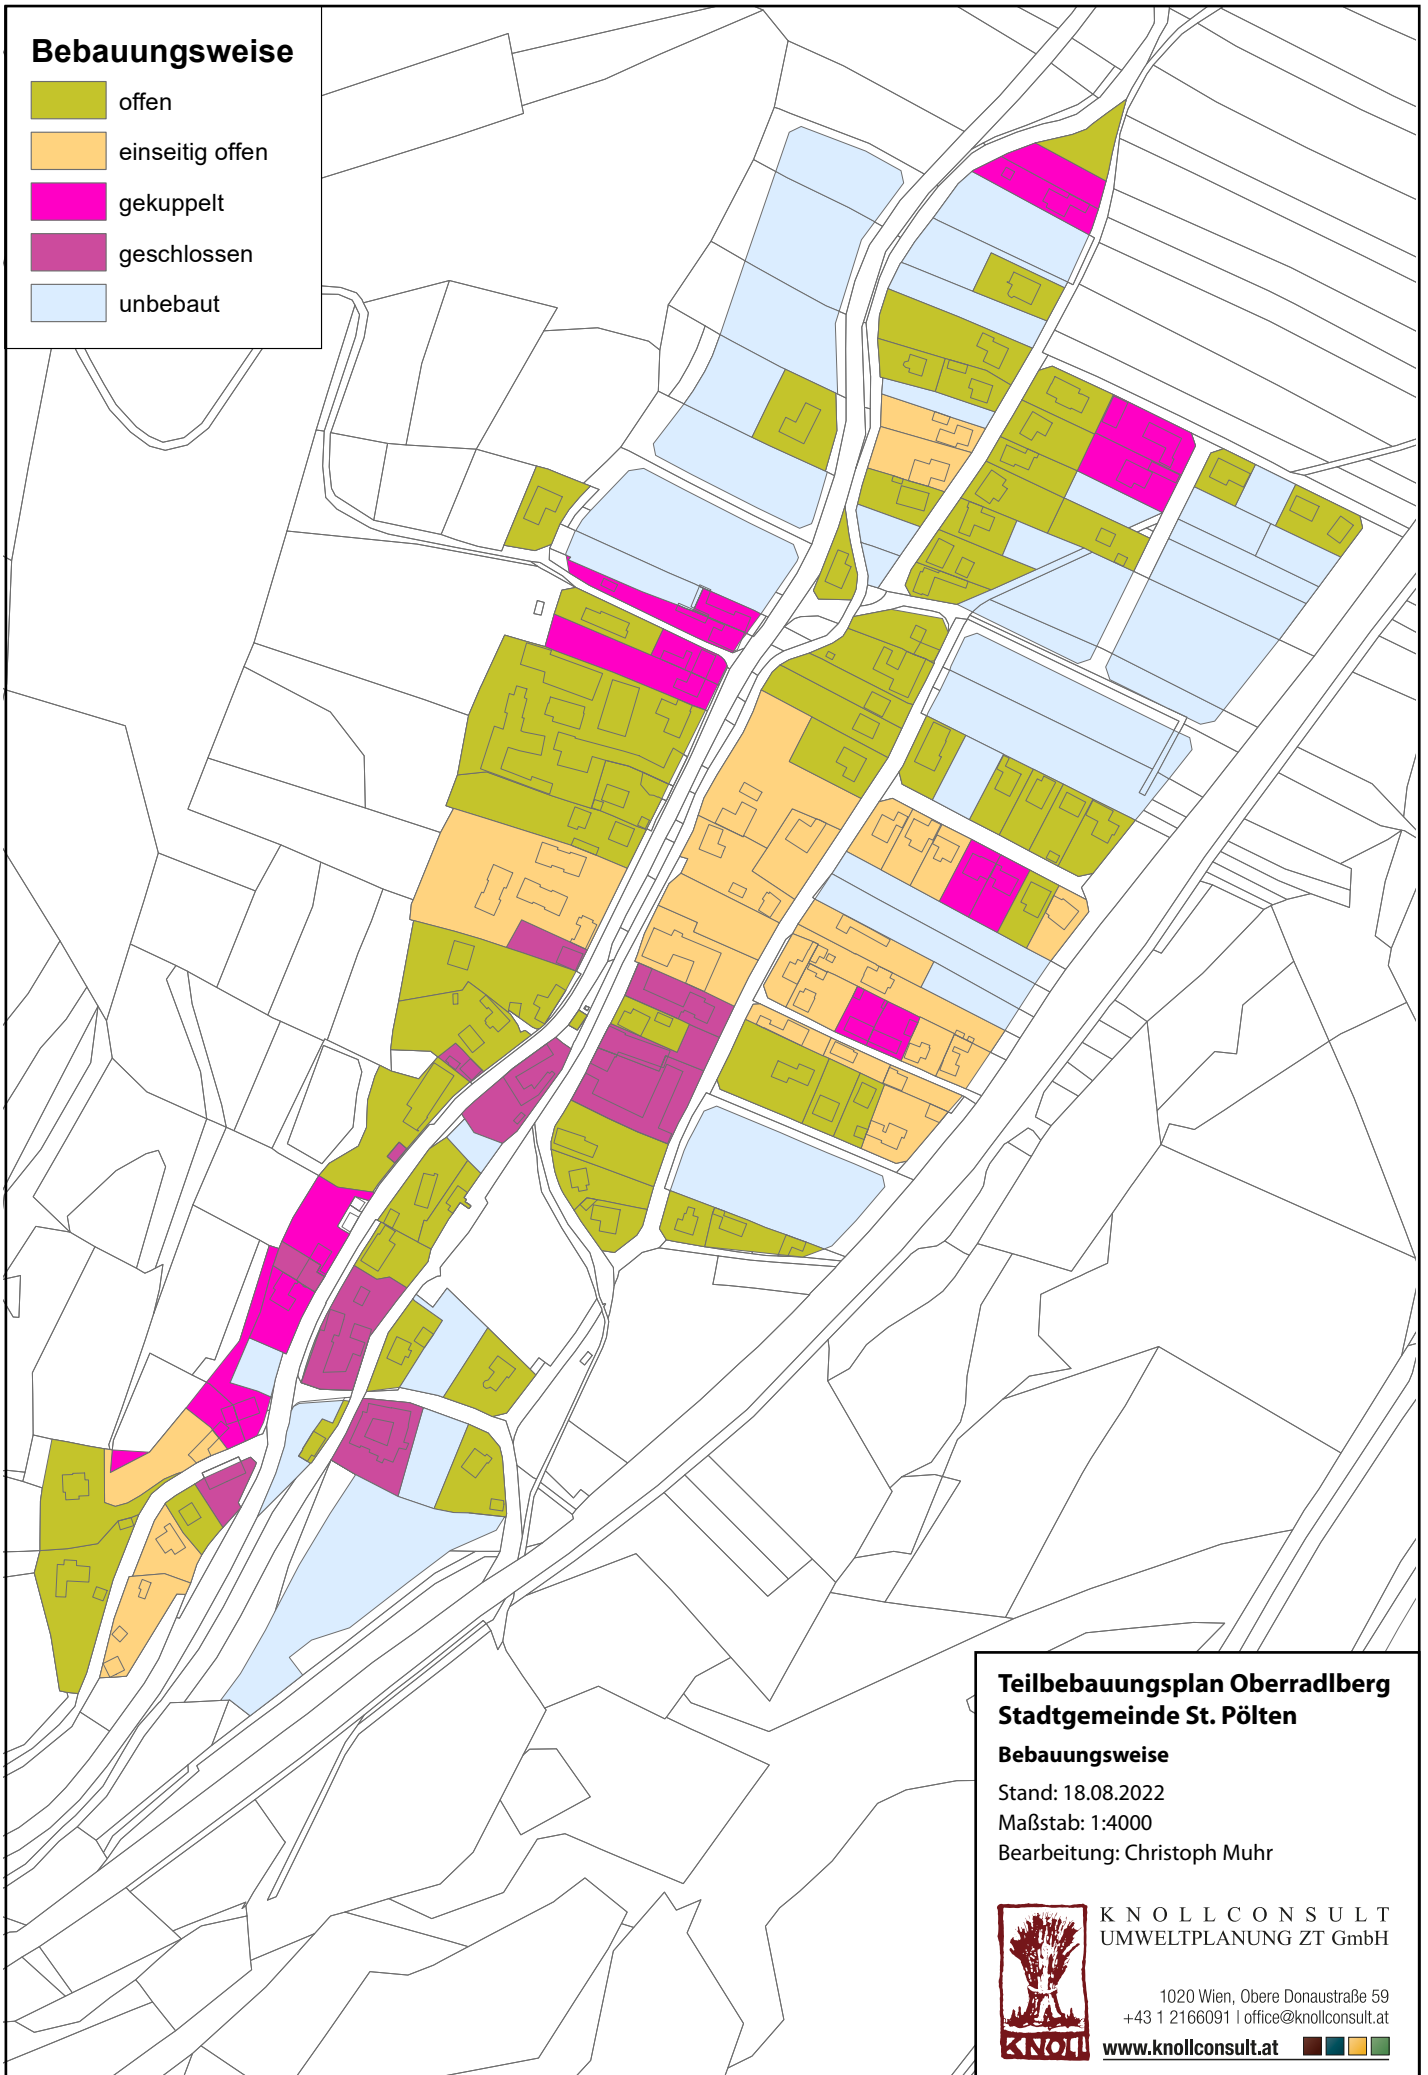 Bebauungsweise
offen
einseitig offen
gekuppelt
geschlossen
unbebaut
Teilbebauungsplan Oberradlberg
Stadtgemeinde St. Pölten
Bebauungsweise
Stand: 18.08.2022
Maßstab: 1:4000
Bearbeitung: Christoph Muhr
KNOLLCONSULT
UMWELTPLANUNG ZT GmbH
1020 Wien, Obere Donaustraße 59
+43 1 2166091 | office@knollconsult.at
KNOLL
www.knollconsult.at